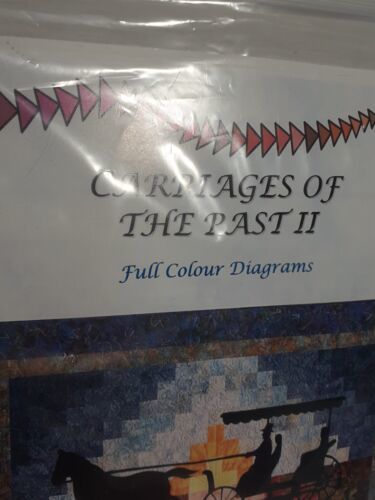 CARRIAGES OF
THE PAST II
Full Colour Diagrams